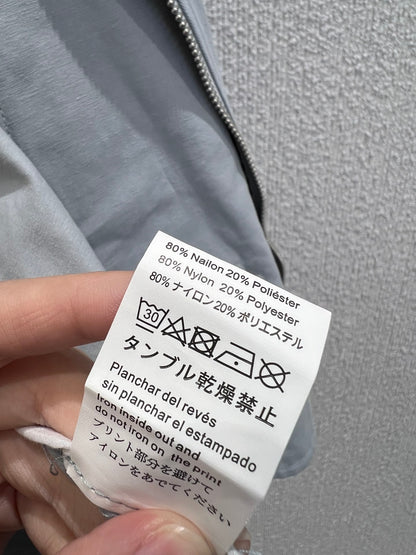 80% Nailon 20% Poliéster
80% Nylon 20% Polyester
80% ナイロン 20% ポリエステル
30
タンブル乾燥禁止
Planchar del revés
sin planchar el estampado
Iron inside out and
do not iron on the print
プリント部分を避けて
アイロンをあててください